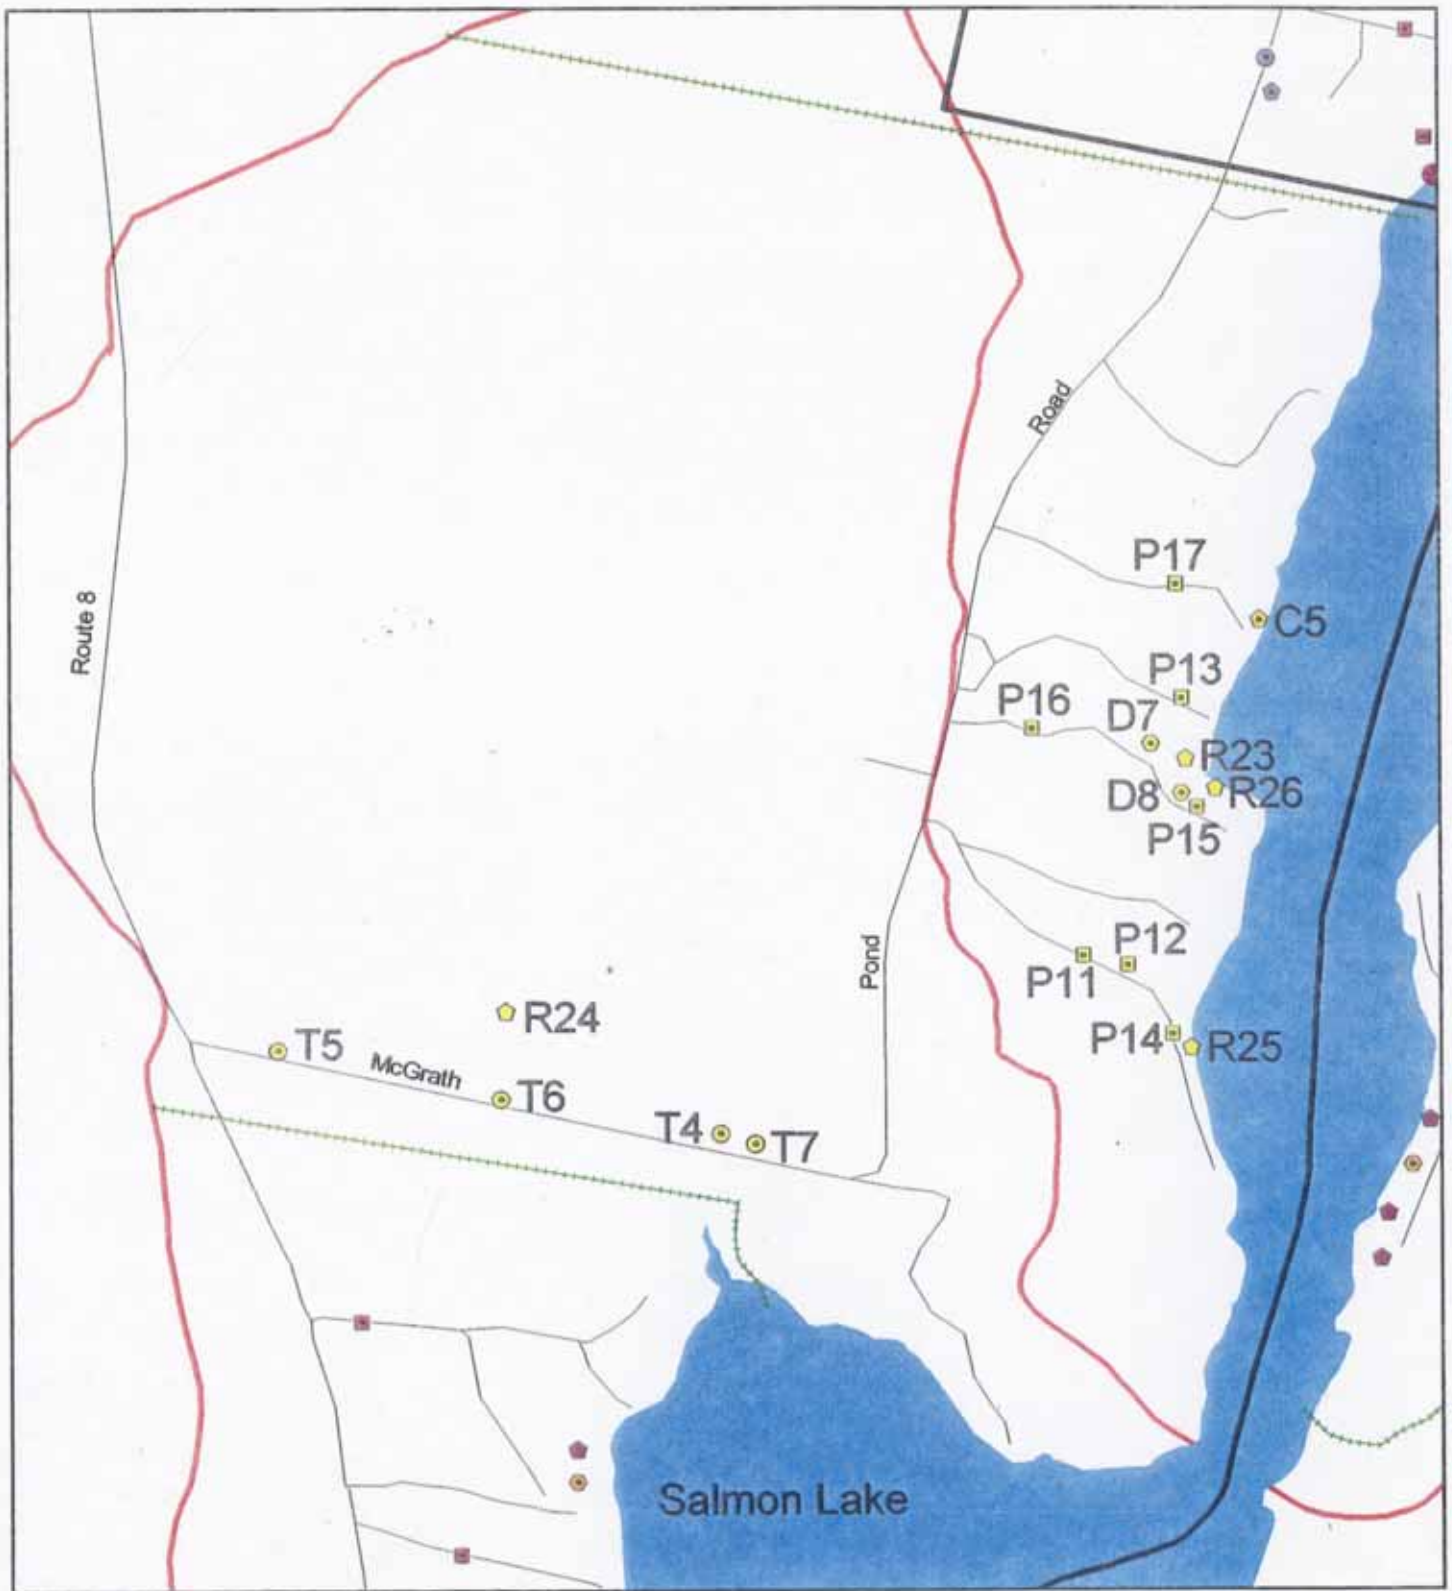 Road
P17
C5
Route 8
P13
P16
D7
R23
D8
R26
P15
Pond
P12
P11
R24
P14
R25
T5
McGrath
T6
T4
T7
Salmon Lake